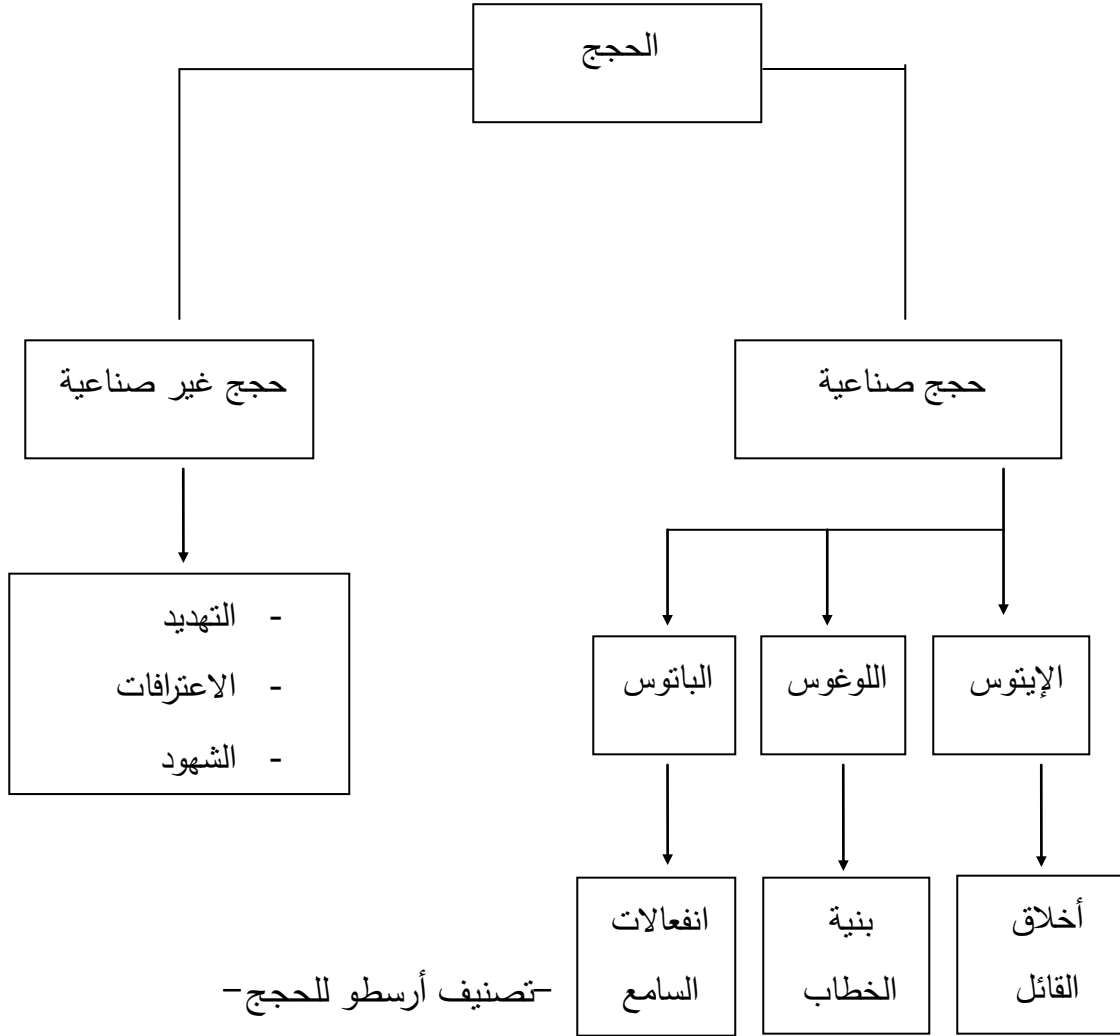 الحجج
حجج صناعية
حجج غير صناعية
- التهديد
- الاعترافات
- الشهود
الإيتوس
اللوغوس
الباتوس
أخلاق
القائل
بنية
الخطاب
انفعالات
السامع
-تصنيف أرسطو للحجج-